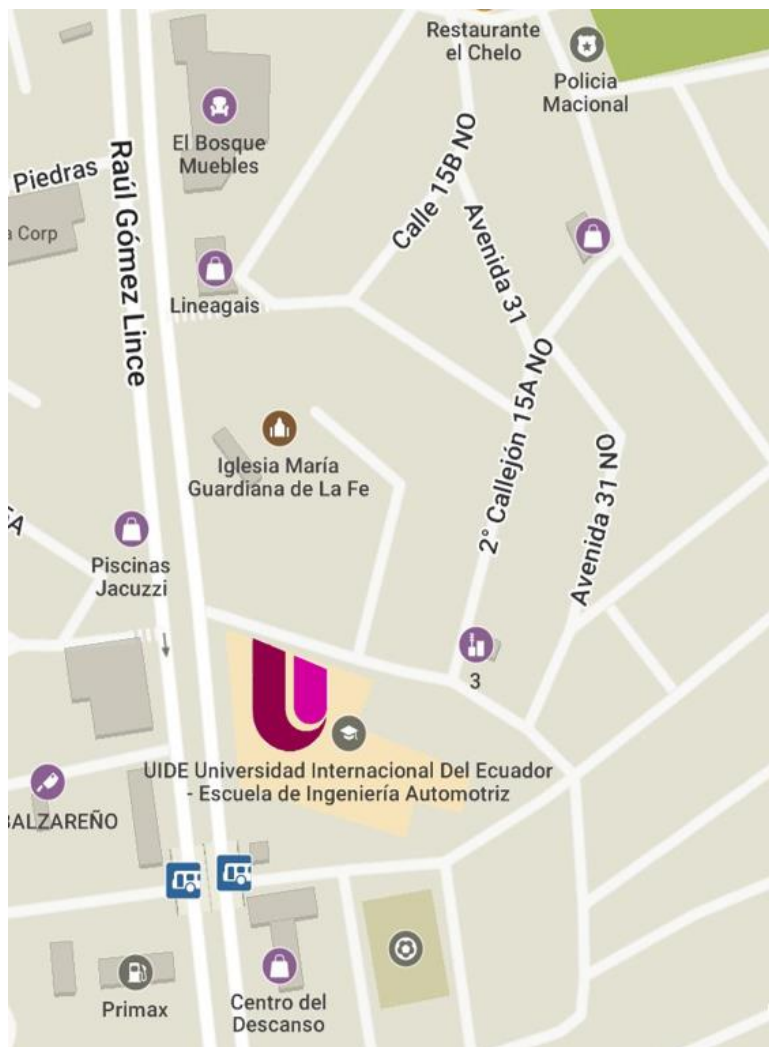 Restaurante
el Chelo
Policia
Macional
El Bosque
Muebles
Piedras
Corp
Raúl Gómez Lince
Calle 15B NO
Avenida 31
Lineagais
2° Callejón 15A NO
Avenida 31 NO
Iglesia María
Guardiana de La Fe
Piscinas
Jacuzzi
3
UIDE Universidad Internacional Del Ecuador
- Escuela de Ingeniería Automotriz
BALZAREÑO
Primax
Centro del
Descanso